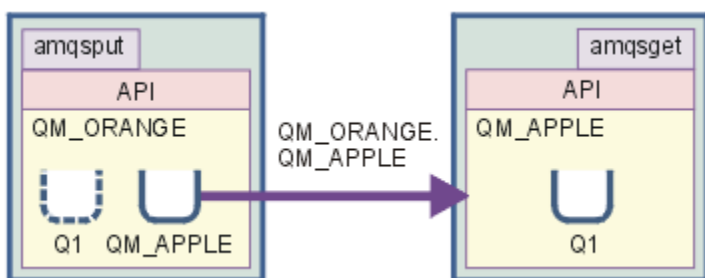 amqsput
API
QM_ORANGE
Q1 QM_APPLE
QM_ORANGE.
QM_APPLE
amqsget
API
QM_APPLE
Q1